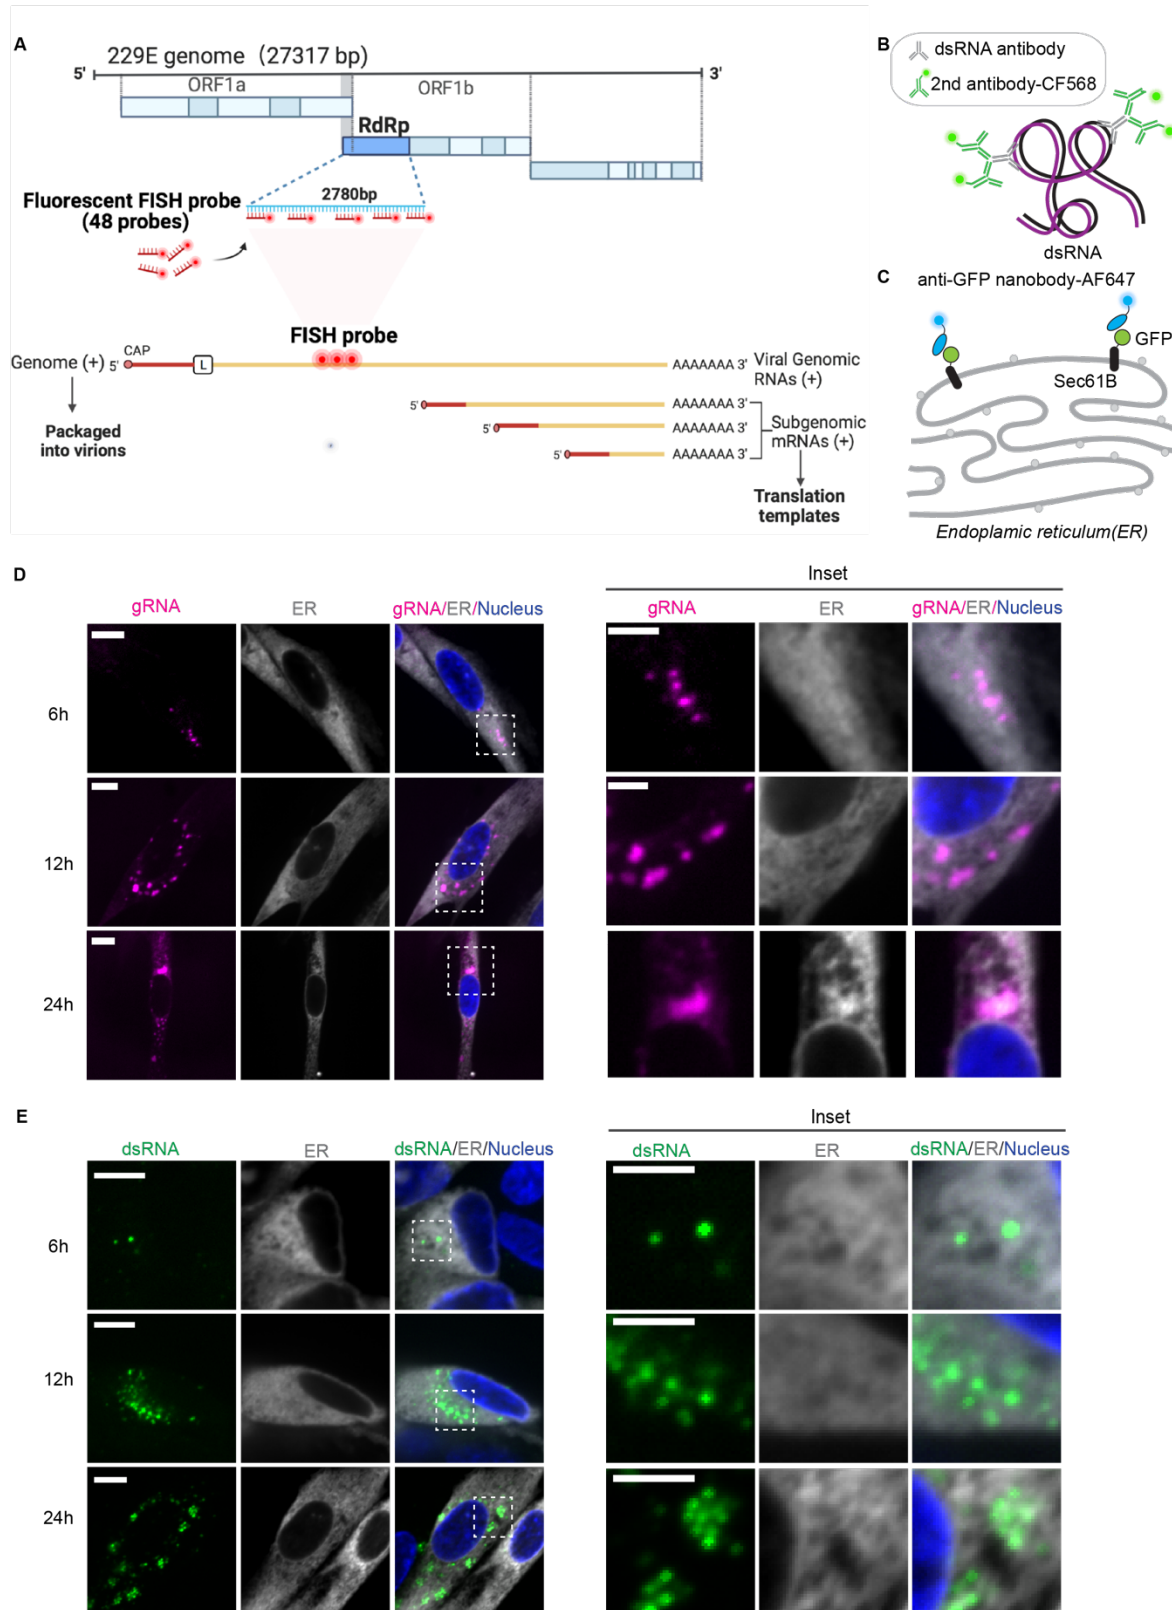 A
229E genome (27317 bp)
5' 3'
ORF1a ORF1b
RdRp
2780bp
Fluorescent FISH probe
(48 probes)
FISH probe
Genome (+) 5' CAP L AAAAAAA 3' Viral Genomic
RNAs (+)
Packaged
into virions
5' AAAAAAA 3'
5' AAAAAAA 3' Subgenomic
mRNAs (+)
5' AAAAAAA 3'
Translation
templates
B
dsRNA antibody
2nd antibody-CF568
dsRNA
C anti-GFP nanobody-AF647
GFP
Sec61B
Endoplamic reticulum(ER)
D
Inset
gRNA ER gRNA/ER/Nucleus gRNA ER gRNA/ER/Nucleus
6h
12h
24h
E
Inset
dsRNA ER dsRNA/ER/Nucleus dsRNA ER dsRNA/ER/Nucleus
6h
12h
24h